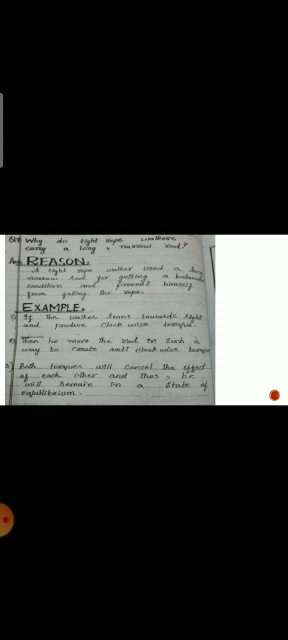 Why do tight rope walkers
carry a long, narrow rod?
Ans REASON.
A tight rope walker used a long
narrow rod for getting a balanced
condition and prevent himself
from falling the rope.
EXAMPLE.
1) If the walker leans towards right
and produce clock wise torque.
2) Then he move the rod in such a
way to create anti clock wise torque
3) Both torques will cancel the effect
of each other and thus he
will remain in a state of
equilibrium.